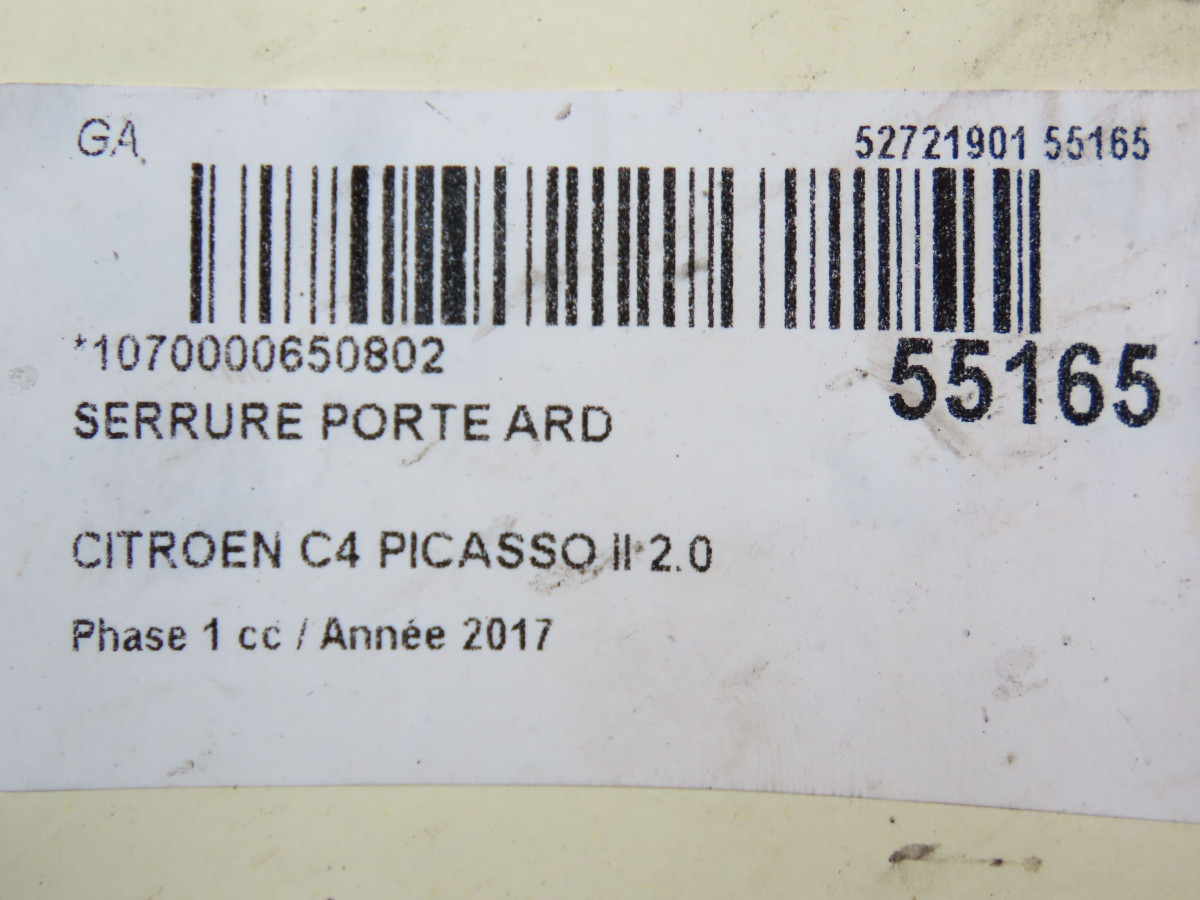 GA
52721901 55165
*1070000650802
55165
SERRURE PORTE ARD
CITROEN C4 PICASSO II 2.0
Phase 1 cc / Année 2017